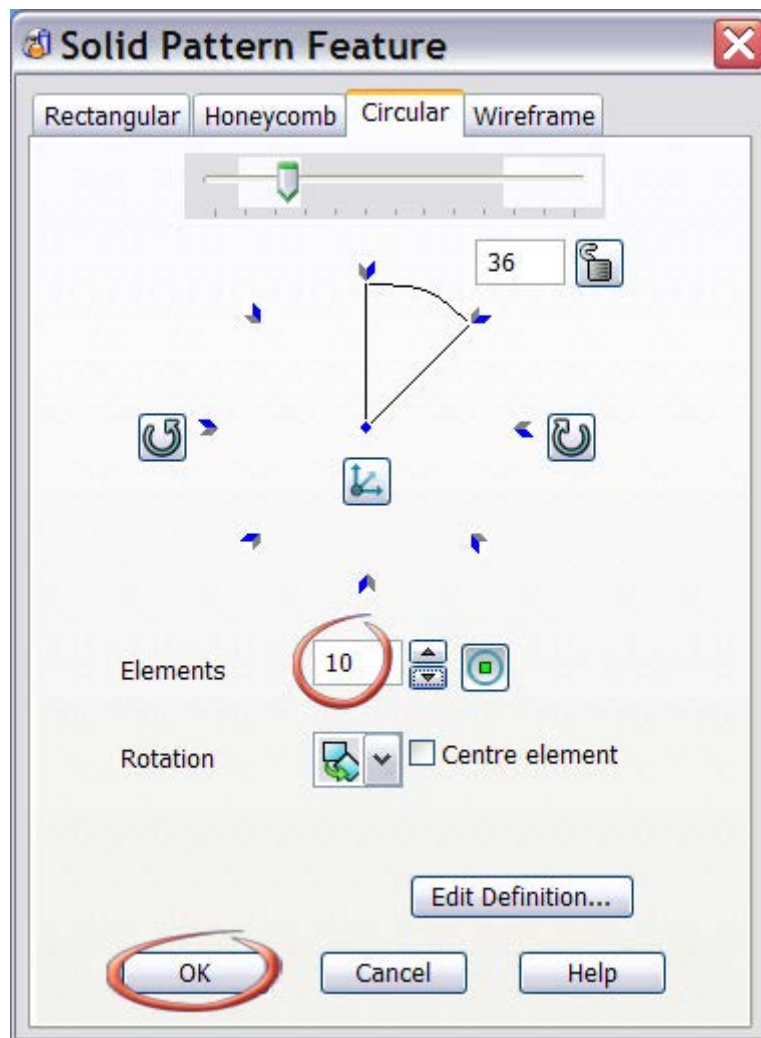 Solid Pattern Feature
Rectangular Honeycomb Circular Wireframe
36
Elements 10
Rotation Centre element
Edit Definition...
OK Cancel Help